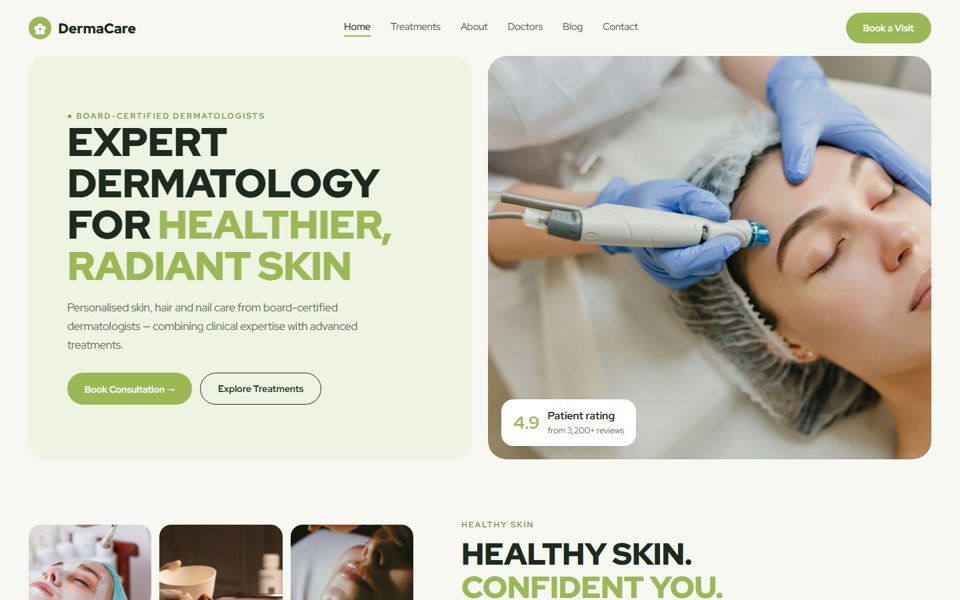 DermaCare
Home Treatments About Doctors Blog Contact
Book a Visit
• BOARD-CERTIFIED DERMATOLOGISTS
EXPERT
DERMATOLOGY
FOR HEALTHIER,
RADIANT SKIN
Personalised skin, hair and nail care from board-certified
dermatologists — combining clinical expertise with advanced
treatments.
Book Consultation →
Explore Treatments
4.9
Patient rating
from 3,200+ reviews
HEALTHY SKIN
HEALTHY SKIN.
CONFIDENT YOU.